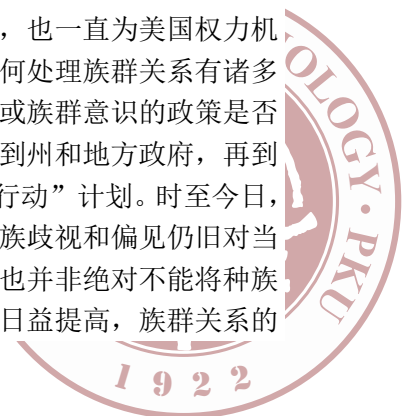 ，也一直为美国权力机
何处理族群关系有诸多
或族群意识的政策是否
到州和地方政府，再到
行动”计划。时至今日，
族歧视和偏见仍旧对当
也并非绝对不能将种族
日益提高，族群关系的
OLOGY · PKU
1922